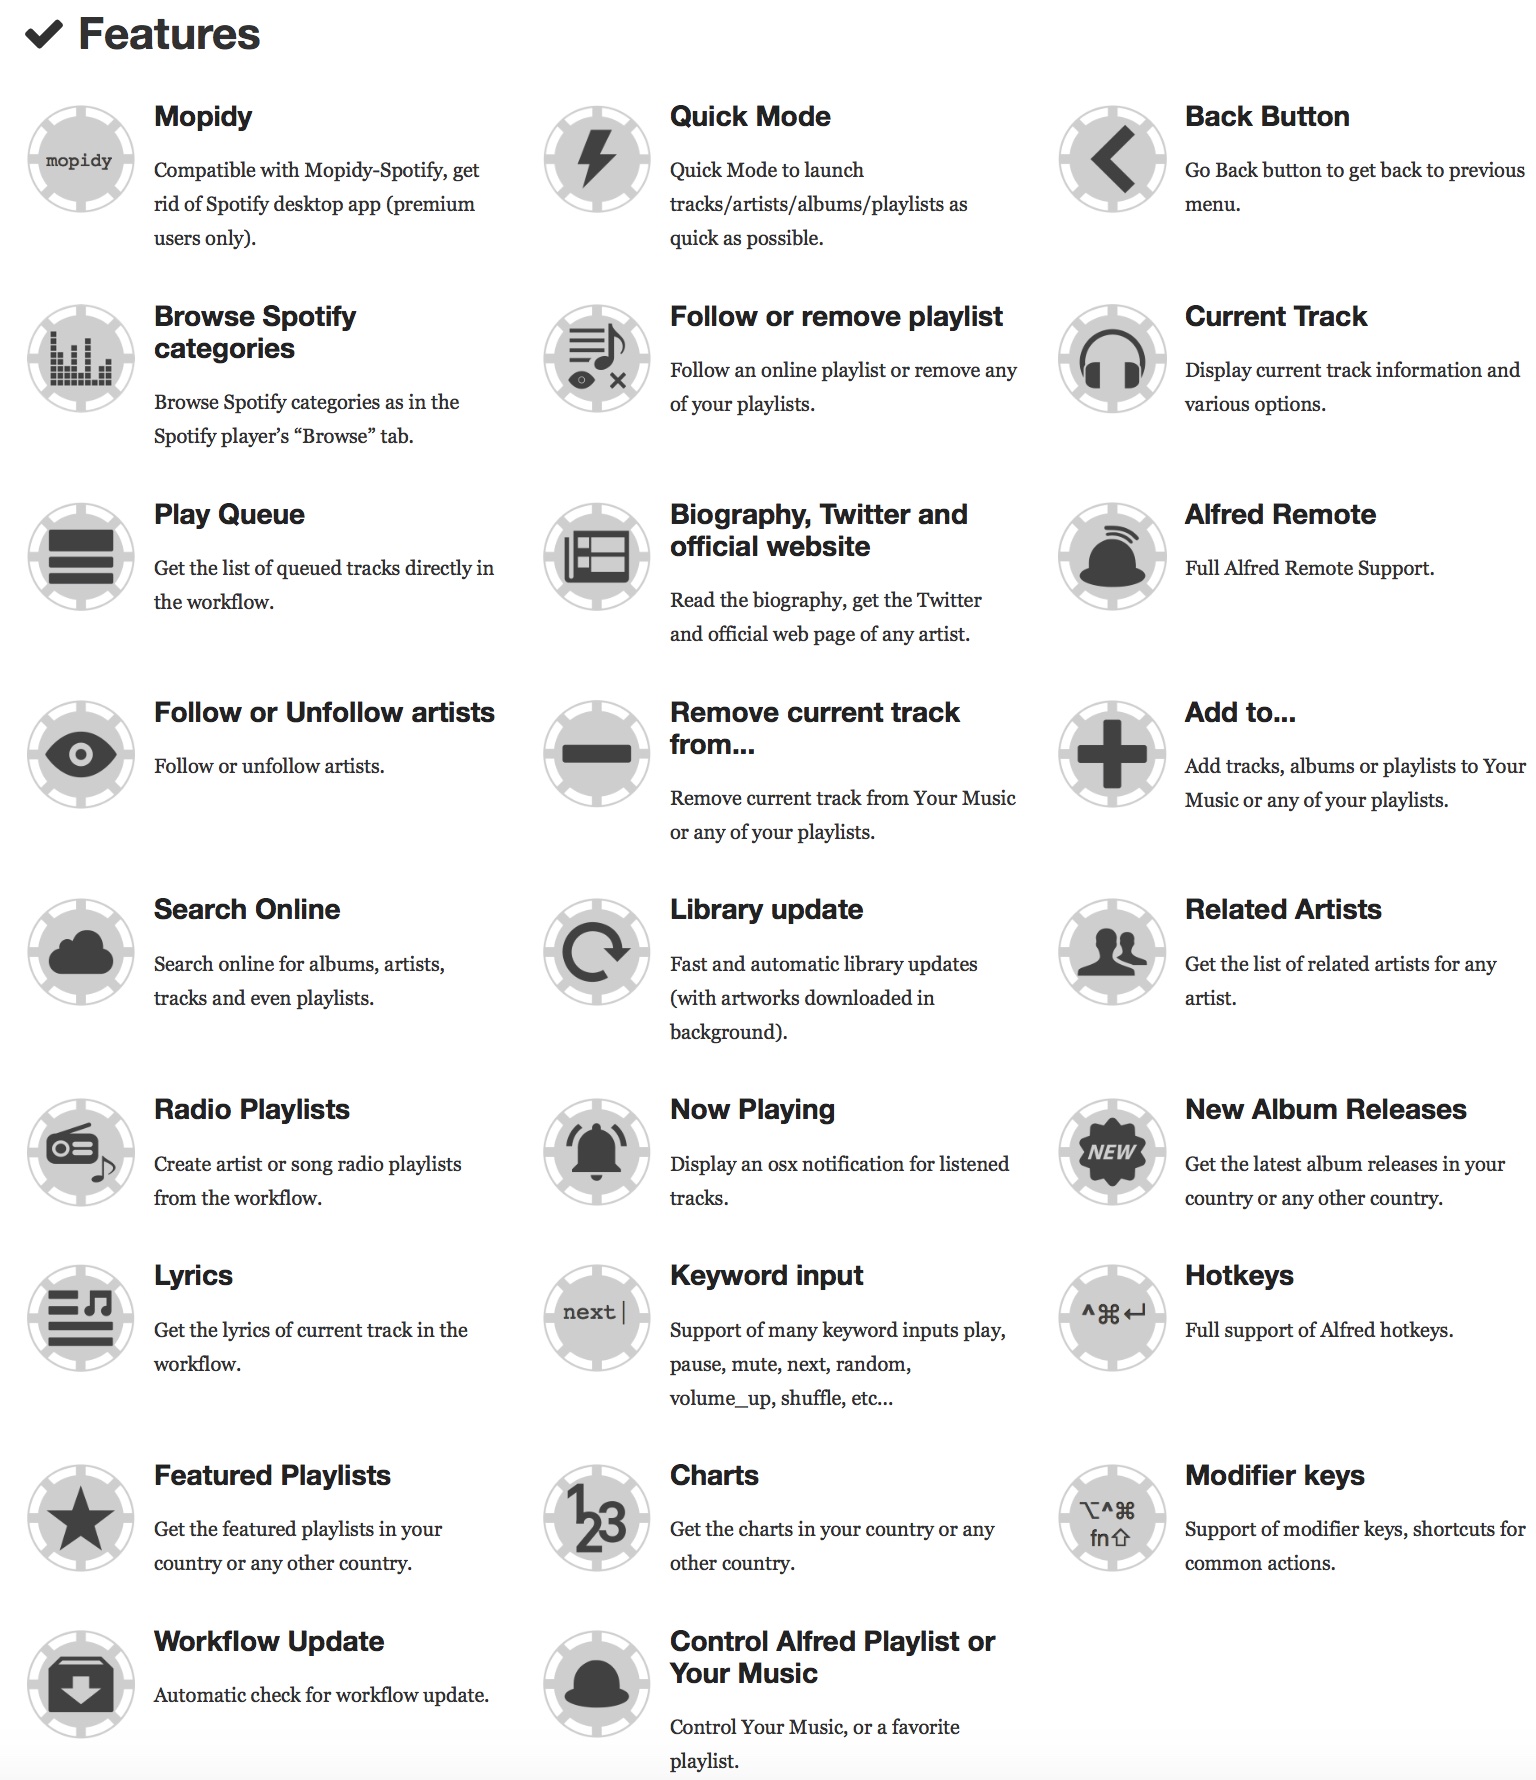 Features
mopidy
Mopidy
Compatible with Mopidy-Spotify, get
rid of Spotify desktop app (premium
users only).
Quick Mode
Quick Mode to launch
tracks/artists/albums/playlists as
quick as possible.
Back Button
Go Back button to get back to previous
menu.
Browse Spotify
categories
Browse Spotify categories as in the
Spotify player’s “Browse” tab.
Follow or remove playlist
Follow an online playlist or remove any
of your playlists.
Current Track
Display current track information and
various options.
Play Queue
Get the list of queued tracks directly in
the workflow.
Biography, Twitter and
official website
Read the biography, get the Twitter
and official web page of any artist.
Alfred Remote
Full Alfred Remote Support.
Follow or Unfollow artists
Follow or unfollow artists.
Remove current track
from...
Remove current track from Your Music
or any of your playlists.
Add to...
Add tracks, albums or playlists to Your
Music or any of your playlists.
Search Online
Search online for albums, artists,
tracks and even playlists.
Library update
Fast and automatic library updates
(with artworks downloaded in
background).
Related Artists
Get the list of related artists for any
artist.
Radio Playlists
Create artist or song radio playlists
from the workflow.
Now Playing
Display an osx notification for listened
tracks.
NEW
New Album Releases
Get the latest album releases in your
country or any other country.
Lyrics
Get the lyrics of current track in the
workflow.
next|
Keyword input
Support of many keyword inputs play,
pause, mute, next, random,
volume_up, shuffle, etc...
^⌘↵
Hotkeys
Full support of Alfred hotkeys.
Featured Playlists
Get the featured playlists in your
country or any other country.
123
Charts
Get the charts in your country or any
other country.
⌥^⌘
fn⇧
Modifier keys
Support of modifier keys, shortcuts for
common actions.
Workflow Update
Automatic check for workflow update.
Control Alfred Playlist or
Your Music
Control Your Music, or a favorite
playlist.